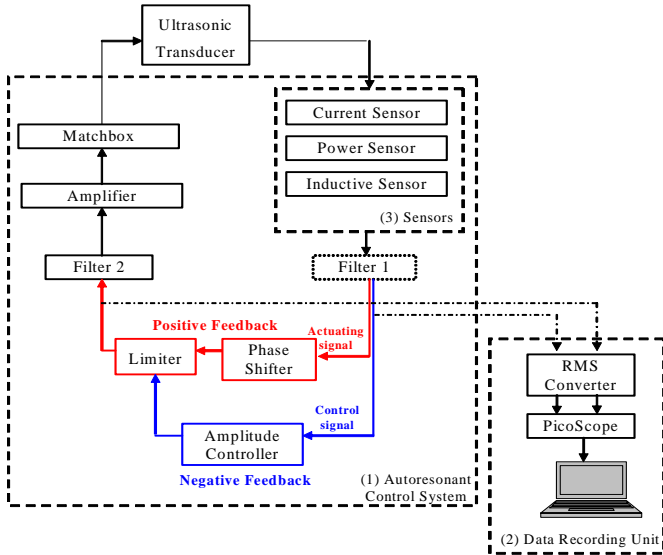 Ultrasonic
Transducer
Current Sensor
Power Sensor
Inductive Sensor
(3) Sensors
Matchbox
Amplifier
Filter 2
Filter 1
Positive Feedback
Actuating
signal
Limiter
Phase
Shifter
Control
signal
Amplitude
Controller
Negative Feedback
(1) Autoresonant
Control System
RMS
Converter
PicoScope
(2) Data Recording Unit